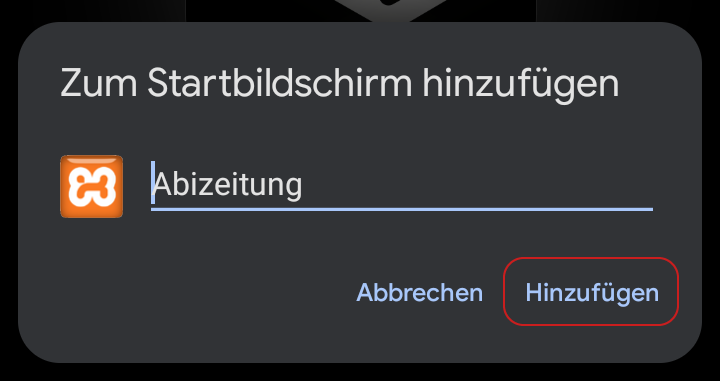 Zum Startbildschirm hinzufügen
Abizeitung
Abbrechen Hinzufügen